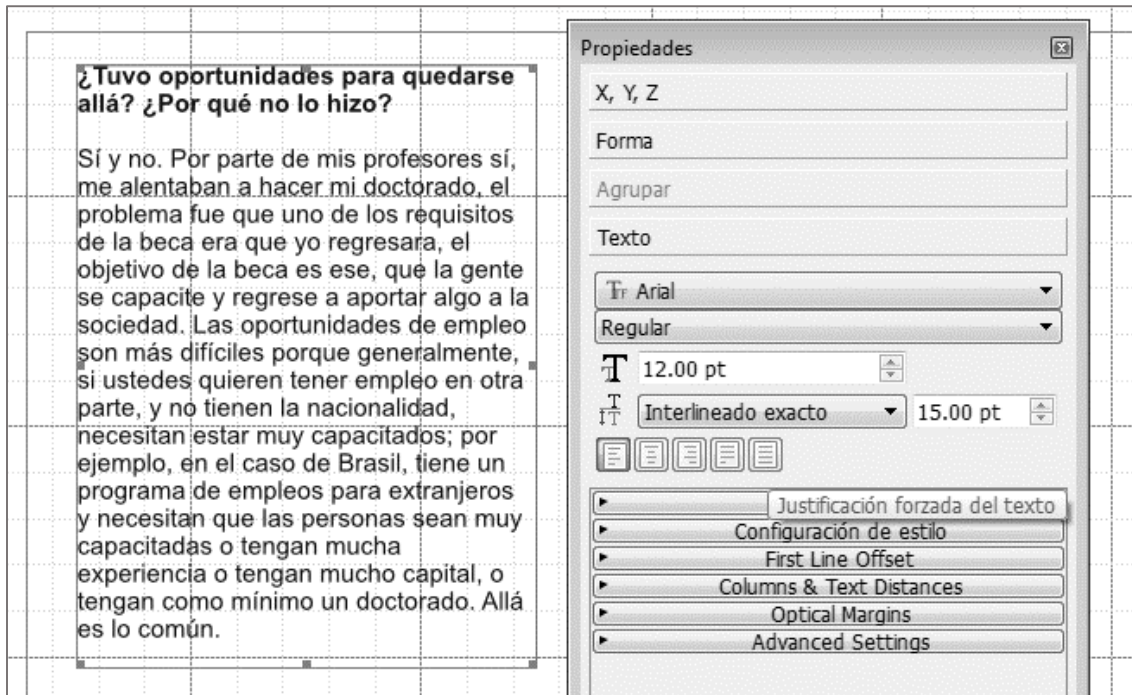 ¿Tuvo oportunidades para quedarse
allá? ¿Por qué no lo hizo?
Sí y no. Por parte de mis profesores sí,
me alentaban a hacer mi doctorado, el
problema fue que uno de los requisitos
de la beca era que yo regresara, el
objetivo de la beca es ese, que la gente
se capacite y regrese a aportar algo a la
sociedad. Las oportunidades de empleo
son más difíciles porque generalmente,
si ustedes quieren tener empleo en otra
parte, y no tienen la nacionalidad,
necesitan estar muy capacitados; por
ejemplo, en el caso de Brasil, tiene un
programa de empleos para extranjeros
y necesitan que las personas sean muy
capacitadas o tengan mucha
experiencia o tengan mucho capital, o
tengan como mínimo un doctorado. Allá
es lo común.
Propiedades
X, Y, Z
Forma
Agrupar
Texto
Arial
Regular
12.00 pt
Interlineado exacto 15.00 pt
Justificación forzada del texto
Configuración de estilo
First Line Offset
Columns & Text Distances
Optical Margins
Advanced Settings